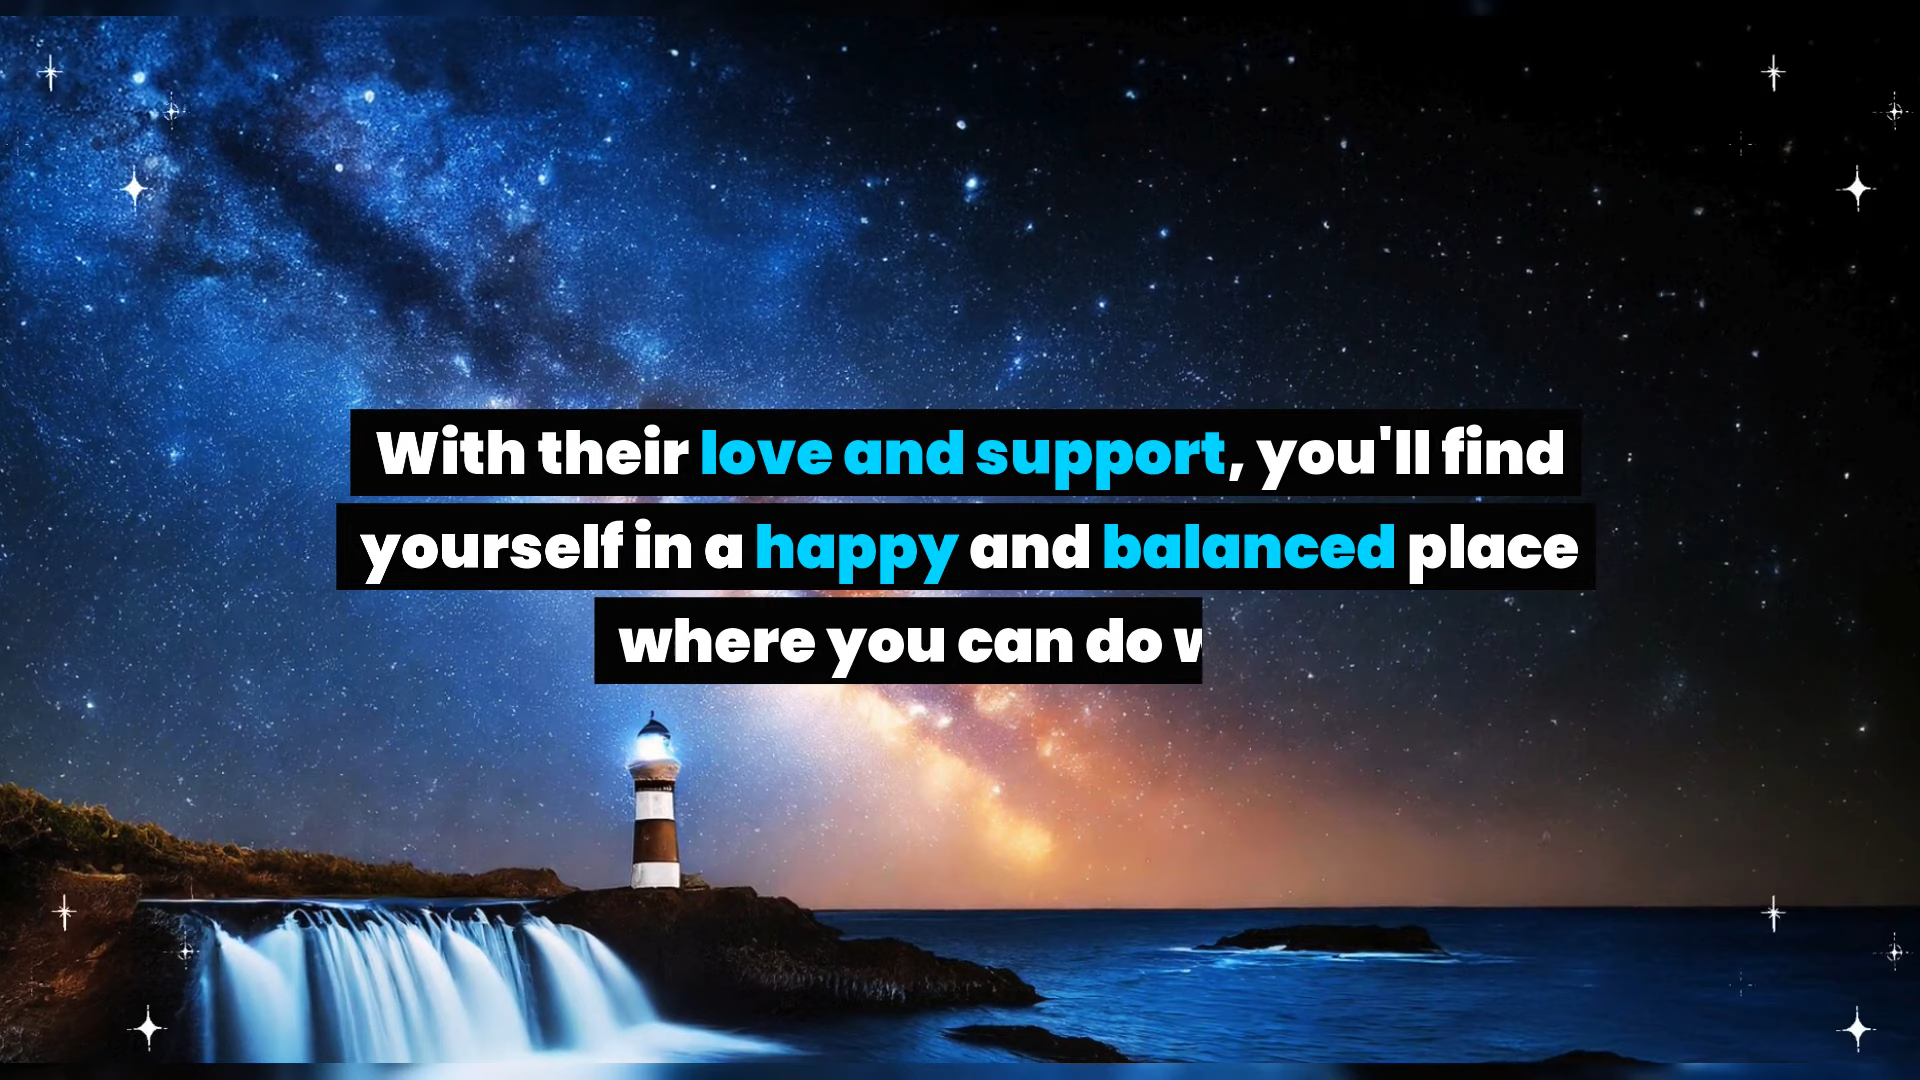 With their love and support, you'll find
yourself in a happy and balanced place
where you can do